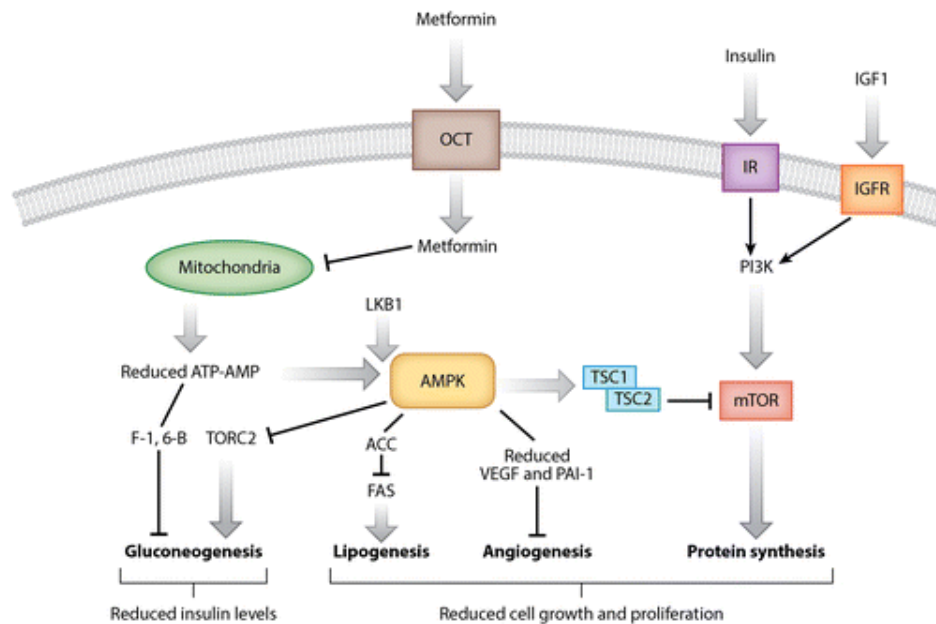 Metformin
Insulin
IGF1
OCT
IR
IGFR
Metformin
Mitochondria
PI3K
LKB1
Reduced ATP-AMP
AMPK
TSC1
TSC2
mTOR
F-1, 6-B
TORC2
ACC
Reduced
VEGF and PAI-1
FAS
Gluconeogenesis
Lipogenesis
Angiogenesis
Protein synthesis
Reduced insulin levels
Reduced cell growth and proliferation